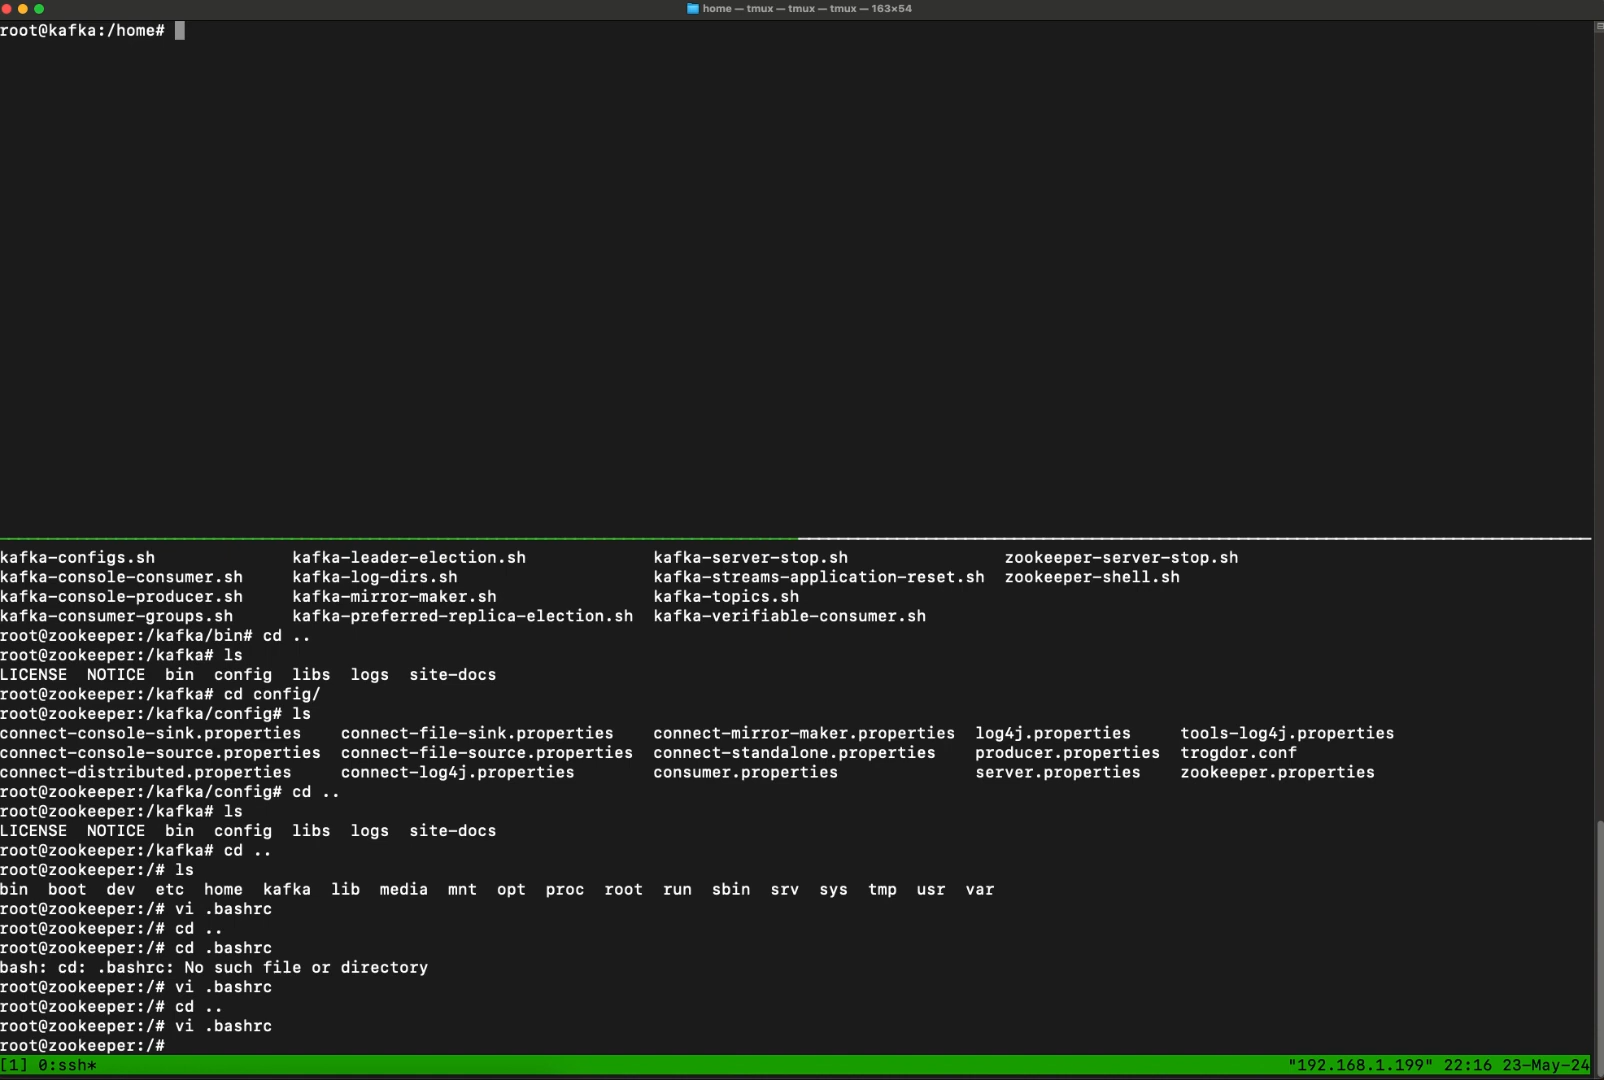 home — tmux — tmux — tmux — 163×54
root@kafka:/home#
kafka-configs.sh              kafka-leader-election.sh             kafka-server-stop.sh                zookeeper-server-stop.sh
kafka-console-consumer.sh     kafka-log-dirs.sh                    kafka-streams-application-reset.sh  zookeeper-shell.sh
kafka-console-producer.sh     kafka-mirror-maker.sh                kafka-topics.sh
kafka-consumer-groups.sh      kafka-preferred-replica-election.sh  kafka-verifiable-consumer.sh
root@zookeeper:/kafka/bin# cd ..
root@zookeeper:/kafka# ls
LICENSE  NOTICE  bin  config  libs  logs  site-docs
root@zookeeper:/kafka# cd config/
root@zookeeper:/kafka/config# ls
connect-console-sink.properties    connect-file-sink.properties    connect-mirror-maker.properties  log4j.properties     tools-log4j.properties
connect-console-source.properties  connect-file-source.properties  connect-standalone.properties    producer.properties  trogdor.conf
connect-distributed.properties     connect-log4j.properties        consumer.properties              server.properties    zookeeper.properties
root@zookeeper:/kafka/config# cd ..
root@zookeeper:/kafka# ls
LICENSE  NOTICE  bin  config  libs  logs  site-docs
root@zookeeper:/kafka# cd ..
root@zookeeper:/# ls
bin  boot  dev  etc  home  kafka  lib  media  mnt  opt  proc  root  run  sbin  srv  sys  tmp  usr  var
root@zookeeper:/# vi .bashrc
root@zookeeper:/# cd ..
root@zookeeper:/# cd .bashrc
bash: cd: .bashrc: No such file or directory
root@zookeeper:/# vi .bashrc
root@zookeeper:/# cd ..
root@zookeeper:/# vi .bashrc
root@zookeeper:/#
[1] 0:ssh* "192.168.1.199" 22:16 23-May-24